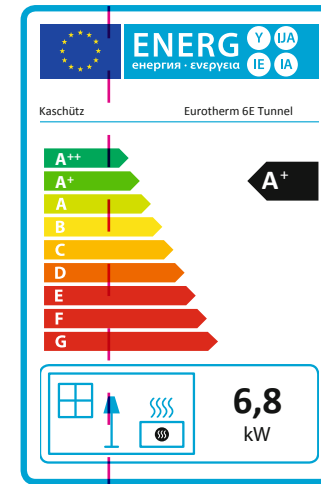 ENERG Y IJA
енергия · ενεργεια IE IA
Kaschütz Eurotherm 6E Tunnel
A++
A+ A+
A
B
C
D
E
F
G
6,8
kW